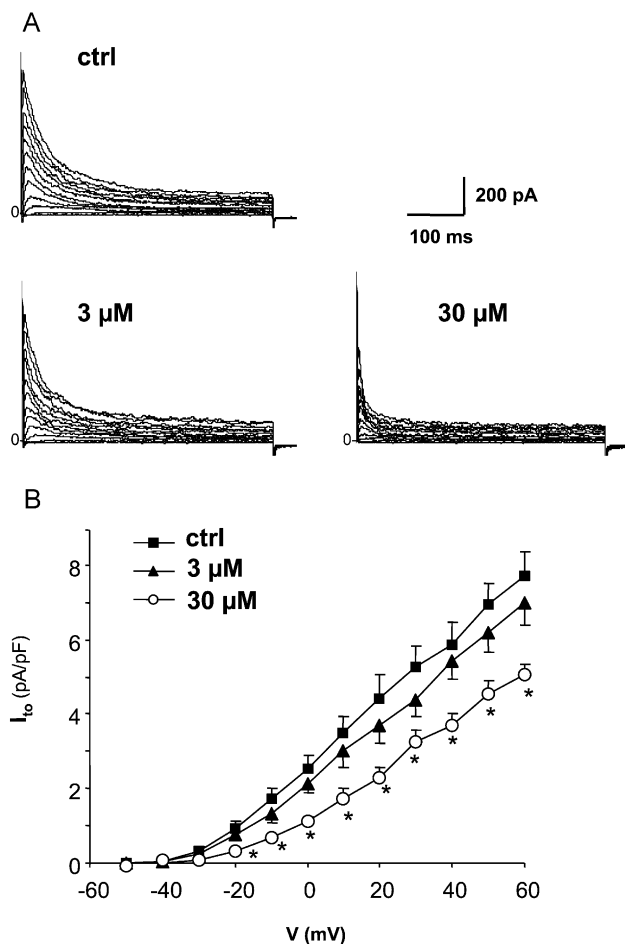 A
ctrl
0
200 pA
100 ms
3 µM
30 µM
0
0
B
ctrl
3 µM
30 µM
8
6
4
2
0
Ito (pA/pF)
* * * * * * * * *
-60 -40 -20 0 20 40 60
V (mV)